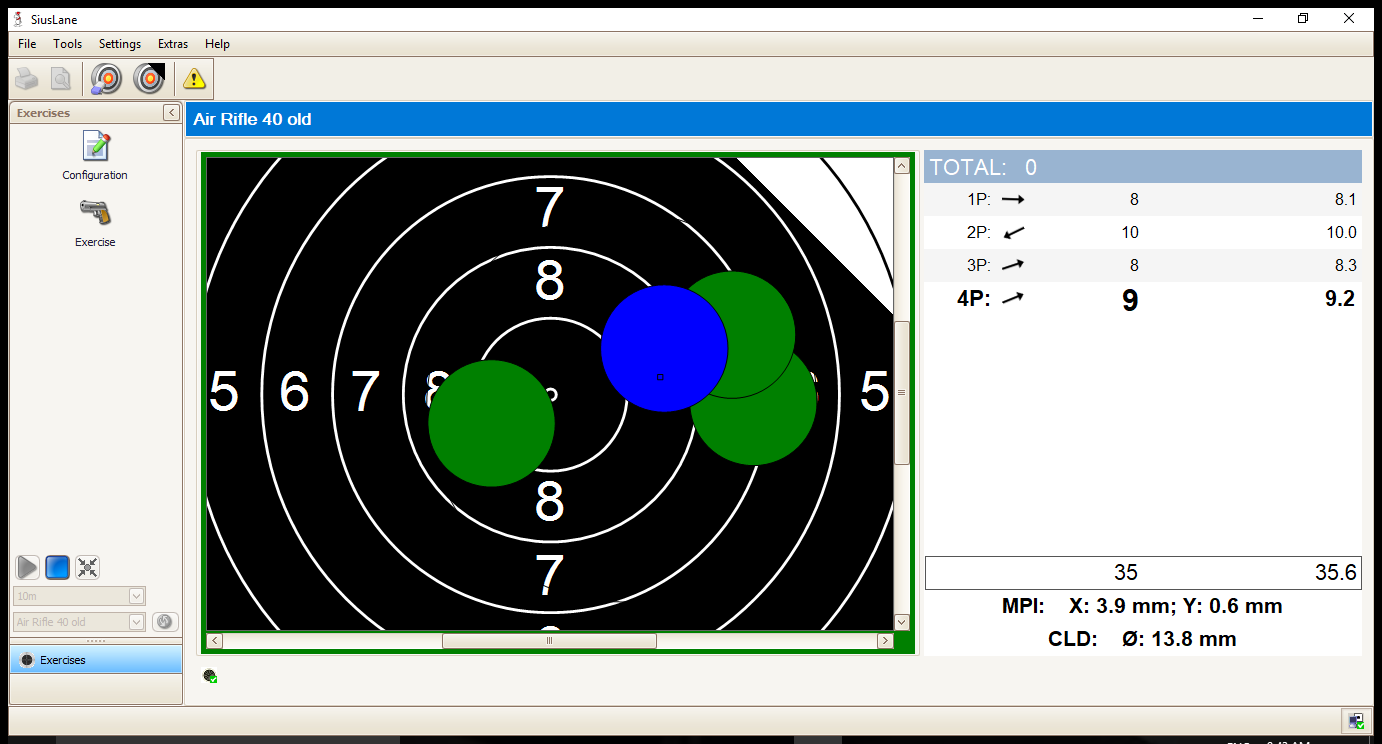 SiusLane
File Tools Settings Extras Help
Exercises
Configuration
Exercise
10m
Air Rifle 40 old
Exercises
Air Rifle 40 old
7
8
5 6 7 8 5
8
7
TOTAL: 0
1P: 8 8.1
2P: 10 10.0
3P: 8 8.3
4P: 9 9.2
35 35.6
MPI: X: 3.9 mm; Y: 0.6 mm
CLD: Ø: 13.8 mm